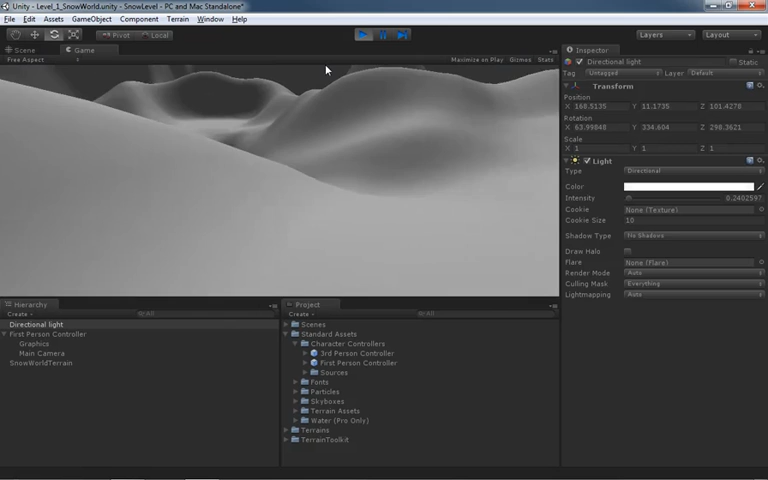 Unity - Level_1_SnowWorld.unity - SnowLevel - PC and Mac Standalone*
File Edit Assets GameObject Component Terrain Window Help
Pivot Local Layers Layout
Scene Game Inspector
Free Aspect Maximize on Play Gizmos Stats
Directional light Static
Tag Untagged Layer Default
Transform
Position
X 168.5135 Y 11.1735 Z 101.4278
Rotation
X 63.99848 Y 334.604 Z 298.3621
Scale
X 1 Y 1 Z 1
Light
Type Directional
Color
Intensity 0.2402597
Cookie None (Texture)
Cookie Size 10
Shadow Type No Shadows
Draw Halo
Flare None (Flare)
Render Mode Auto
Culling Mask Everything
Lightmapping Auto
Hierarchy
Create All
Directional light
First Person Controller
Graphics
Main Camera
SnowWorldTerrain
Project
Create All
Scenes
Standard Assets
Character Controllers
3rd Person Controller
First Person Controller
Sources
Fonts
Particles
Skyboxes
Terrain Assets
Water (Pro Only)
Terrains
TerrainToolkit